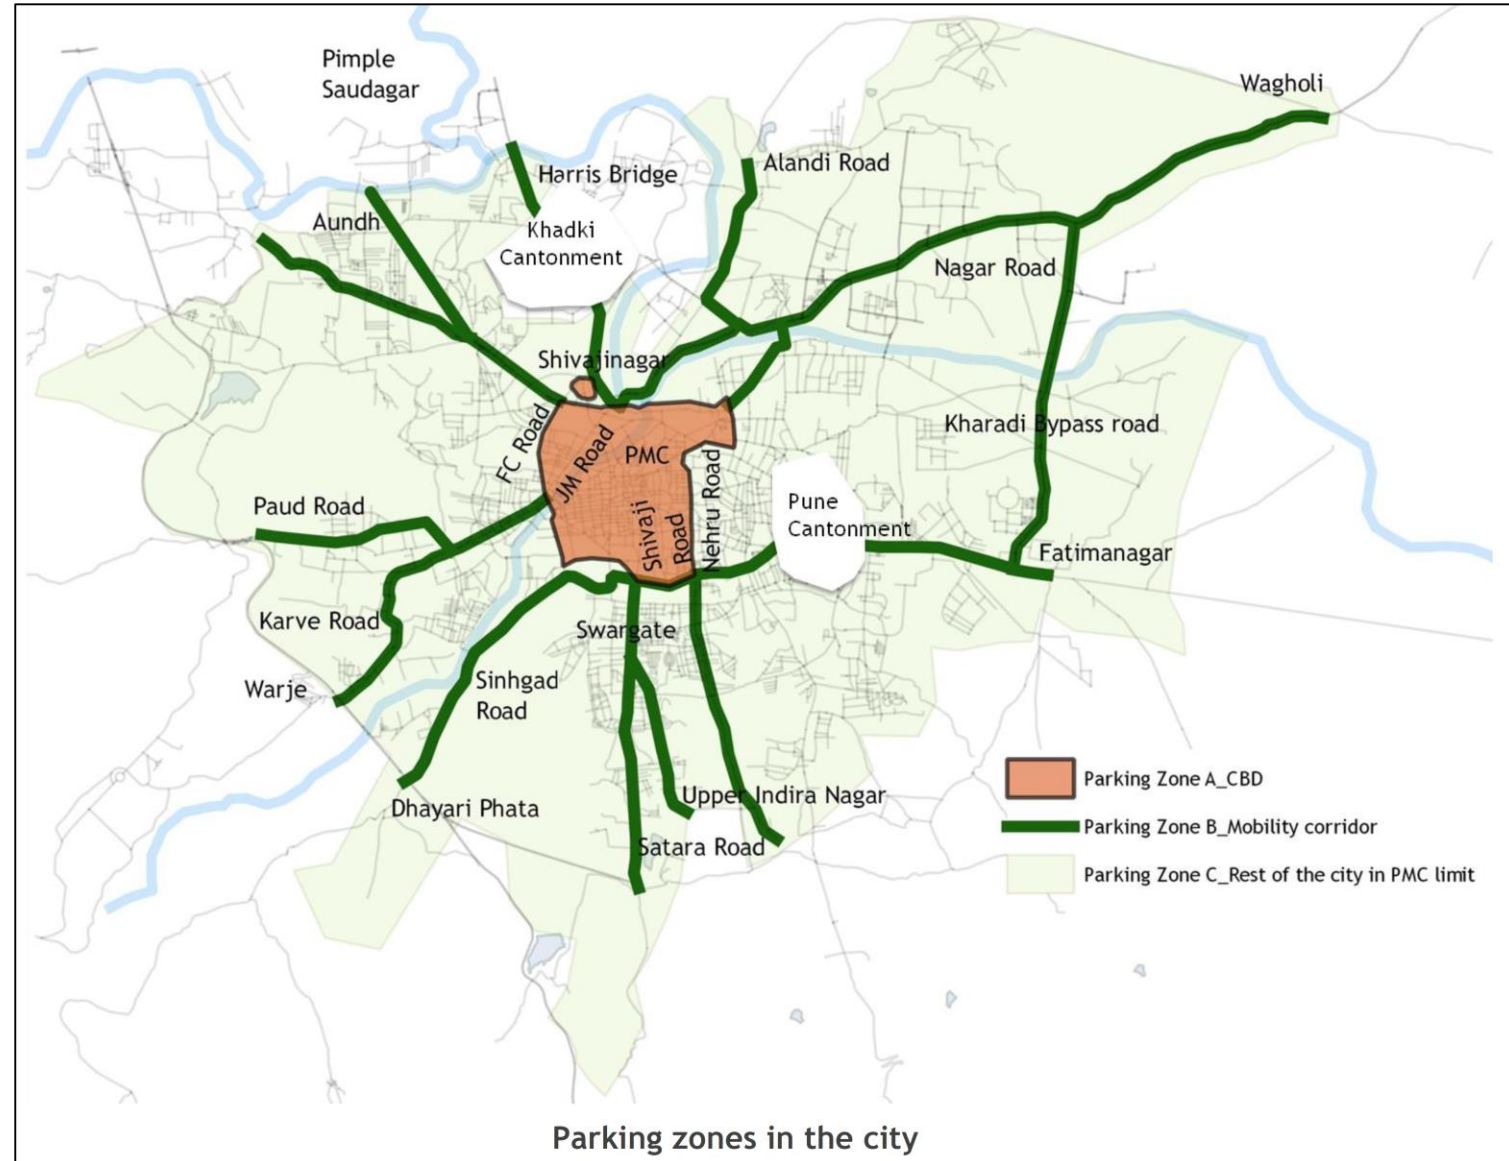 Pimple
Saudagar
Wagholi
Harris Bridge
Alandi Road
Aundh
Khadki
Cantonment
Nagar Road
Shivajinagar
FC Road
JM Road
PMC
Kharadi Bypass road
Shivaji
Road
Nehru Road
Pune
Cantonment
Paud Road
Fatimanagar
Karve Road
Swargate
Warje
Sinhgad
Road
Dhayari Phata
Upper Indira Nagar
Satara Road
Parking Zone A_CBD
Parking Zone B_Mobility corridor
Parking Zone C_Rest of the city in PMC limit
Parking zones in the city